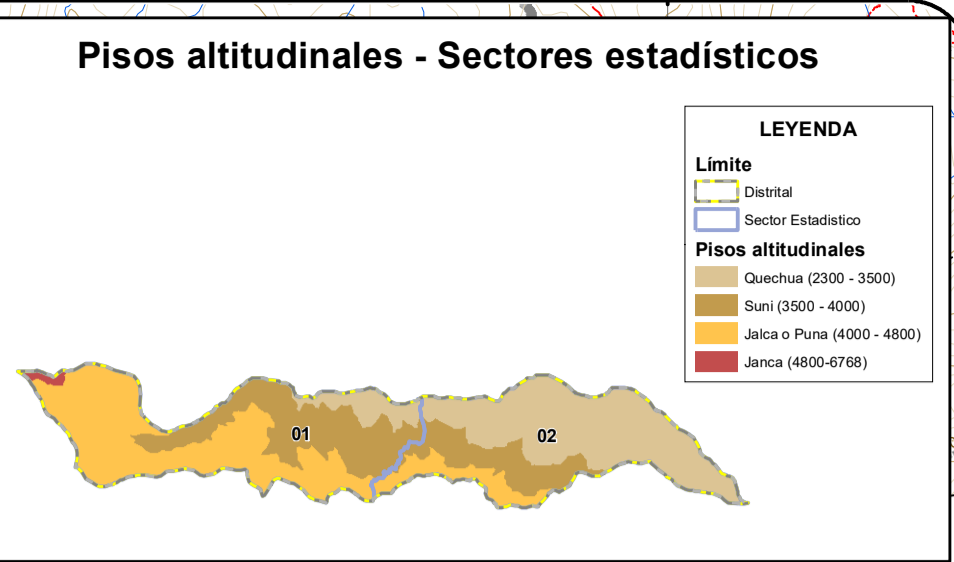 Pisos altitudinales - Sectores estadísticos
LEYENDA
Límite
Distrital
Sector Estadistico
Pisos altitudinales
Quechua (2300 - 3500)
Suni (3500 - 4000)
Jalca o Puna (4000 - 4800)
Janca (4800-6768)
01
02